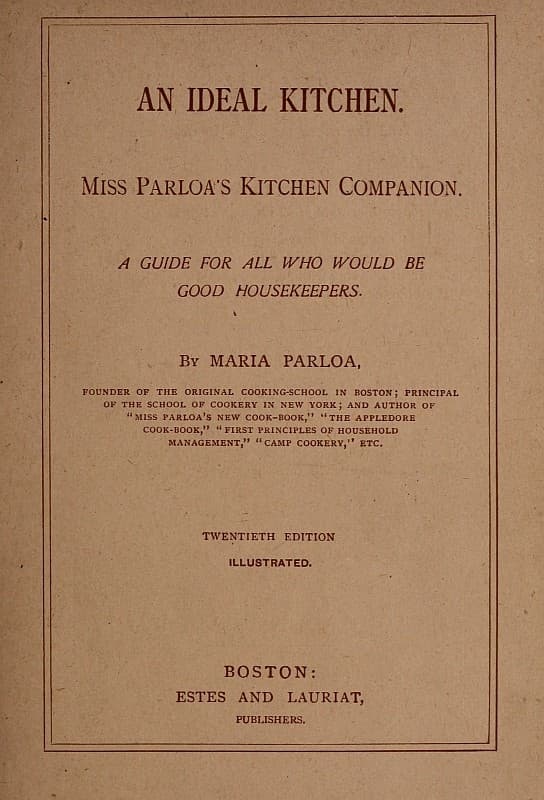 AN IDEAL KITCHEN.
MISS PARLOA'S KITCHEN COMPANION.
A GUIDE FOR ALL WHO WOULD BE
GOOD HOUSEKEEPERS.
BY MARIA PARLOA,
FOUNDER OF THE ORIGINAL COOKING-SCHOOL IN BOSTON; PRINCIPAL
OF THE SCHOOL OF COOKERY IN NEW YORK; AND AUTHOR OF
"MISS PARLOA'S NEW COOK-BOOK," "THE APPLEDORE
COOK-BOOK," "FIRST PRINCIPLES OF HOUSEHOLD
MANAGEMENT," "CAMP COOKERY," ETC.
TWENTIETH EDITION
ILLUSTRATED.
BOSTON:
ESTES AND LAURIAT,
PUBLISHERS.